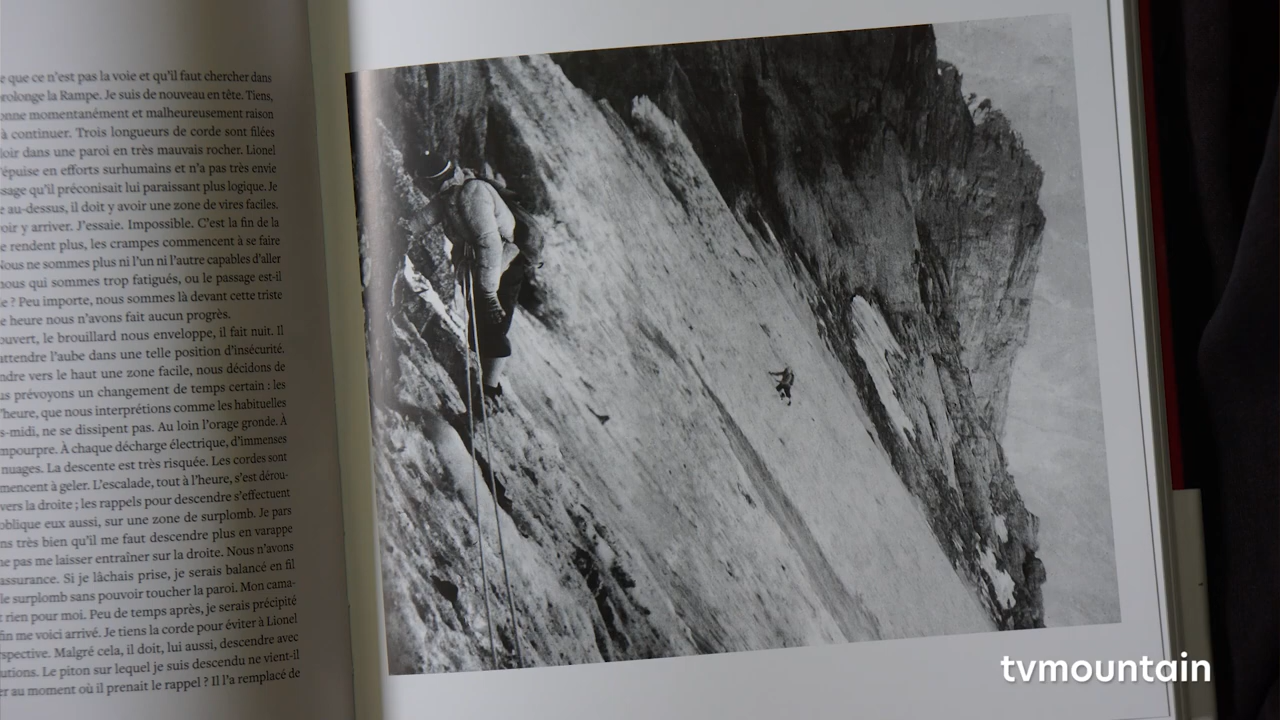 e que ce n'est pas la voie et qu'il faut chercher dans
rolonge la Rampe. Je suis de nouveau en tête. Tiens,
onne momentanément et malheureusement raison
à continuer. Trois longueurs de corde sont filées
loir dans une paroi en très mauvais rocher. Lionel
'épuise en efforts surhumains et n'a pas très envie
ssage qu'il préconisait lui paraissant plus logique. Je
e au-dessus, il doit y avoir une zone de vires faciles.
oir y arriver. J'essaie. Impossible. C'est la fin de la
e rendent plus, les crampes commencent à se faire
Nous ne sommes plus ni l'un ni l'autre capables d'aller
nous qui sommes trop fatigués, ou le passage est-il
e ? Peu importe, nous sommes là devant cette triste
e heure nous n'avons fait aucun progrès.
ouvert, le brouillard nous enveloppe, il fait nuit. Il
attendre l'aube dans une telle position d'insécurité.
ndre vers le haut une zone facile, nous décidons de
us prévoyons un changement de temps certain : les
'heure, que nous interprétions comme les habituelles
s-midi, ne se dissipent pas. Au loin l'orage gronde. À
mpourpre. À chaque décharge électrique, d'immenses
nuages. La descente est très risquée. Les cordes sont
mencent à geler. L'escalade, tout à l'heure, s'est dérou-
vers la droite ; les rappels pour descendre s'effectuent
oblique eux aussi, sur une zone de surplomb. Je pars
ns très bien qu'il me faut descendre plus en varappe
ne pas me laisser entraîner sur la droite. Nous n'avons
assurance. Si je lâchais prise, je serais balancé en fil
le surplomb sans pouvoir toucher la paroi. Mon cama-
t rien pour moi. Peu de temps après, je serais précipité
fin me voici arrivé. Je tiens la corde pour éviter à Lionel
spective. Malgré cela, il doit, lui aussi, descendre avec
utions. Le piton sur lequel je suis descendu ne vient-il
er au moment où il prenait le rappel ? Il l'a remplacé de
tvmountain